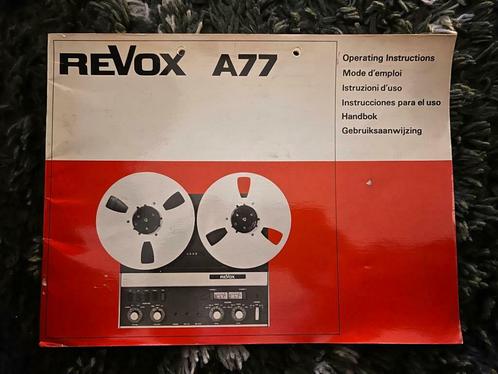 REVOX A77
Operating Instructions
Mode d'emploi
Istruzioni d'uso
Instrucciones para el uso
Handbok
Gebruiksaanwijzing
REVOX